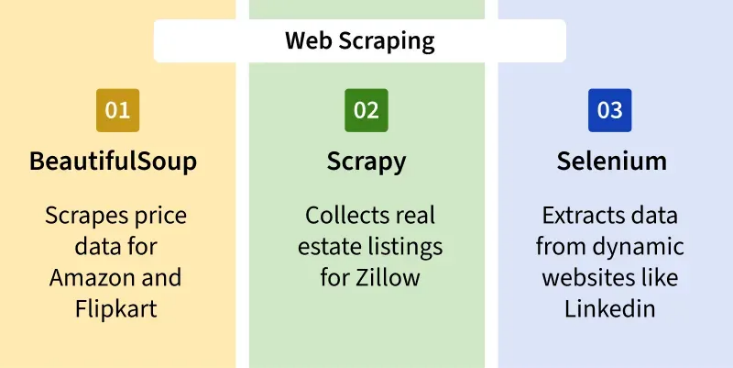 Web Scraping
01
BeautifulSoup
Scrapes price
data for
Amazon and
Flipkart
02
Scrapy
Collects real
estate listings
for Zillow
03
Selenium
Extracts data
from dynamic
websites like
Linkedin